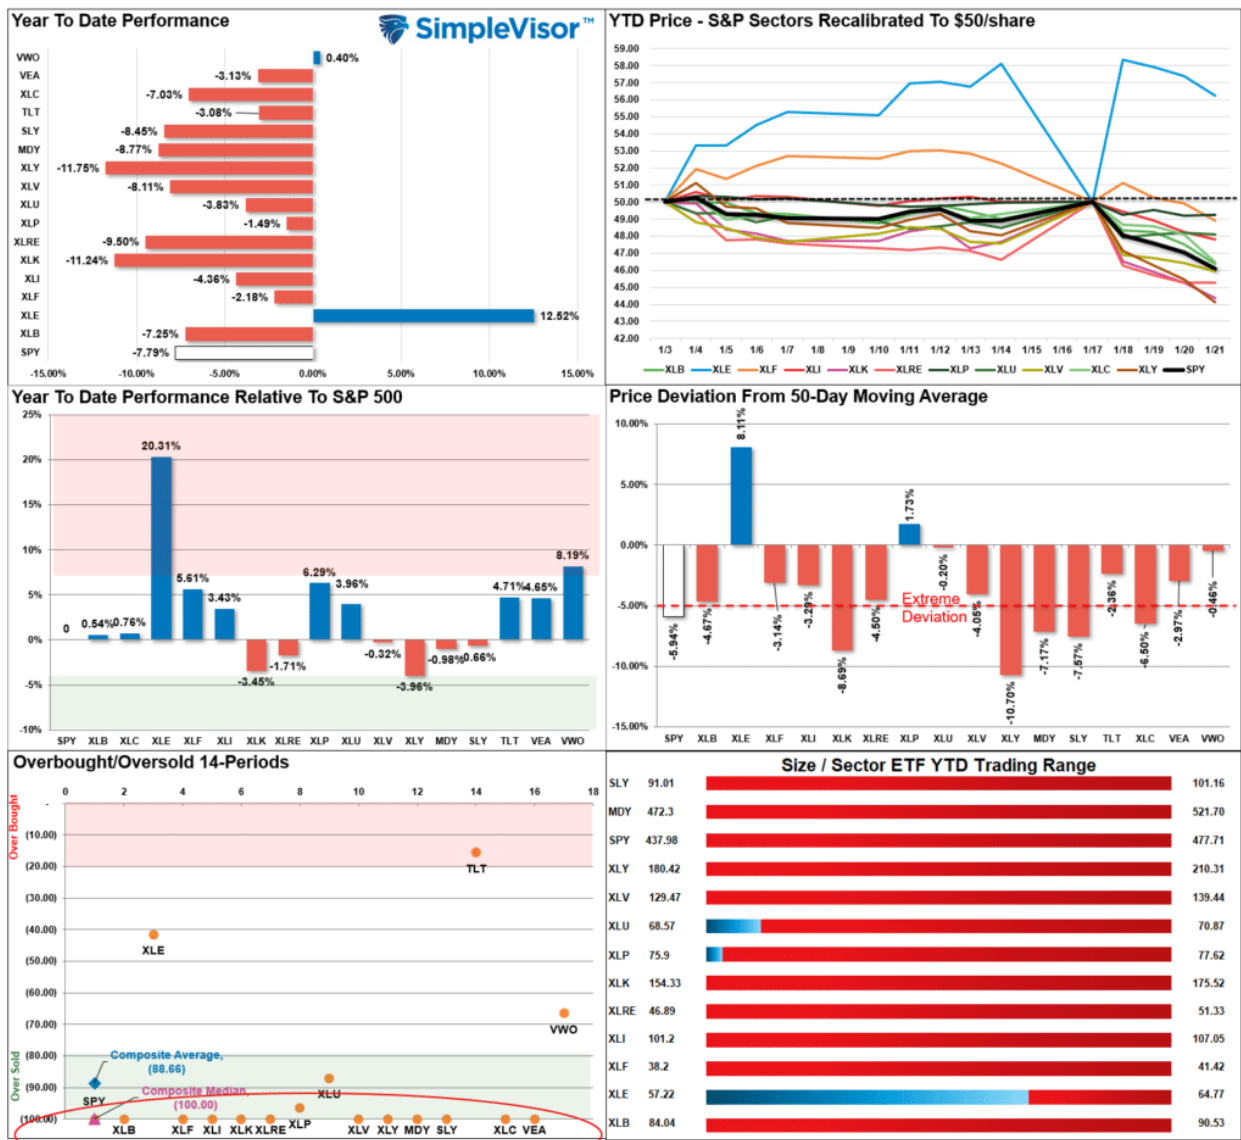 Year To Date Performance
SimpleVisor
VWO 0.40%
VEA -3.13%
XLC -7.03%
TLT -3.08%
SLY -8.45%
MDY -8.77%
XLY -11.75%
XLV -8.11%
XLU -3.83%
XLP -1.49%
XLRE -9.50%
XLK -11.24%
XLI -4.36%
XLF -2.18%
XLE 12.52%
XLB -7.25%
SPY -7.79%
-15.00% -10.00% -5.00% 0.00% 5.00% 10.00% 15.00%
YTD Price - S&P Sectors Recalibrated To $50/share
59.00
58.00
57.00
56.00
55.00
54.00
53.00
52.00
51.00
50.00
49.00
48.00
47.00
46.00
45.00
44.00
43.00
42.00
1/3 1/4 1/5 1/6 1/7 1/8 1/9 1/10 1/11 1/12 1/13 1/14 1/15 1/16 1/17 1/18 1/19 1/20 1/21
XLB XLE XLF XLI XLK XLRE XLP XLU XLV XLC XLY SPY
Year To Date Performance Relative To S&P 500
25%
20%
15%
10%
5%
0%
-5%
-10%
0 0.54% 0.76% 20.31% 5.61% 3.43% -3.45% -1.71% 6.29% 3.96% -0.32% -3.96% -0.98% -0.66% 4.71% 4.65% 8.19%
SPY XLB XLC XLE XLF XLI XLK XLRE XLP XLU XLV XLY MDY SLY TLT VEA VWO
Price Deviation From 50-Day Moving Average
10.00%
5.00%
0.00%
-5.00%
-10.00%
-15.00%
-5.94% -4.67% 8.11% -3.14% -3.29% -8.69% -4.50% 1.73% -0.20% -4.05% -10.70% -7.17% -7.57% -2.36% -6.50% -2.97% -0.46%
Extreme
Deviation
SPY XLB XLE XLF XLI XLK XLRE XLP XLU XLV XLY MDY SLY TLT XLC VEA VWO
Overbought/Oversold 14-Periods
0 2 4 6 8 10 12 14 16 18
Over Bought
Over Sold
-
(10.00)
(20.00)
(30.00)
(40.00)
(50.00)
(60.00)
(70.00)
(80.00)
(90.00)
(100.00)
TLT
XLE
VWO
Composite Average,
(88.66)
SPY
Composite Median,
(100.00)
XLU
XLP
XLB XLF XLI XLK XLRE XLV XLY MDY SLY XLC VEA
Size / Sector ETF YTD Trading Range
SLY 91.01 101.16
MDY 472.3 521.70
SPY 437.98 477.71
XLY 180.42 210.31
XLV 129.47 139.44
XLU 68.57 70.87
XLP 75.9 77.62
XLK 154.33 175.52
XLRE 46.89 51.33
XLI 101.2 107.05
XLF 38.2 41.42
XLE 57.22 64.77
XLB 84.04 90.53